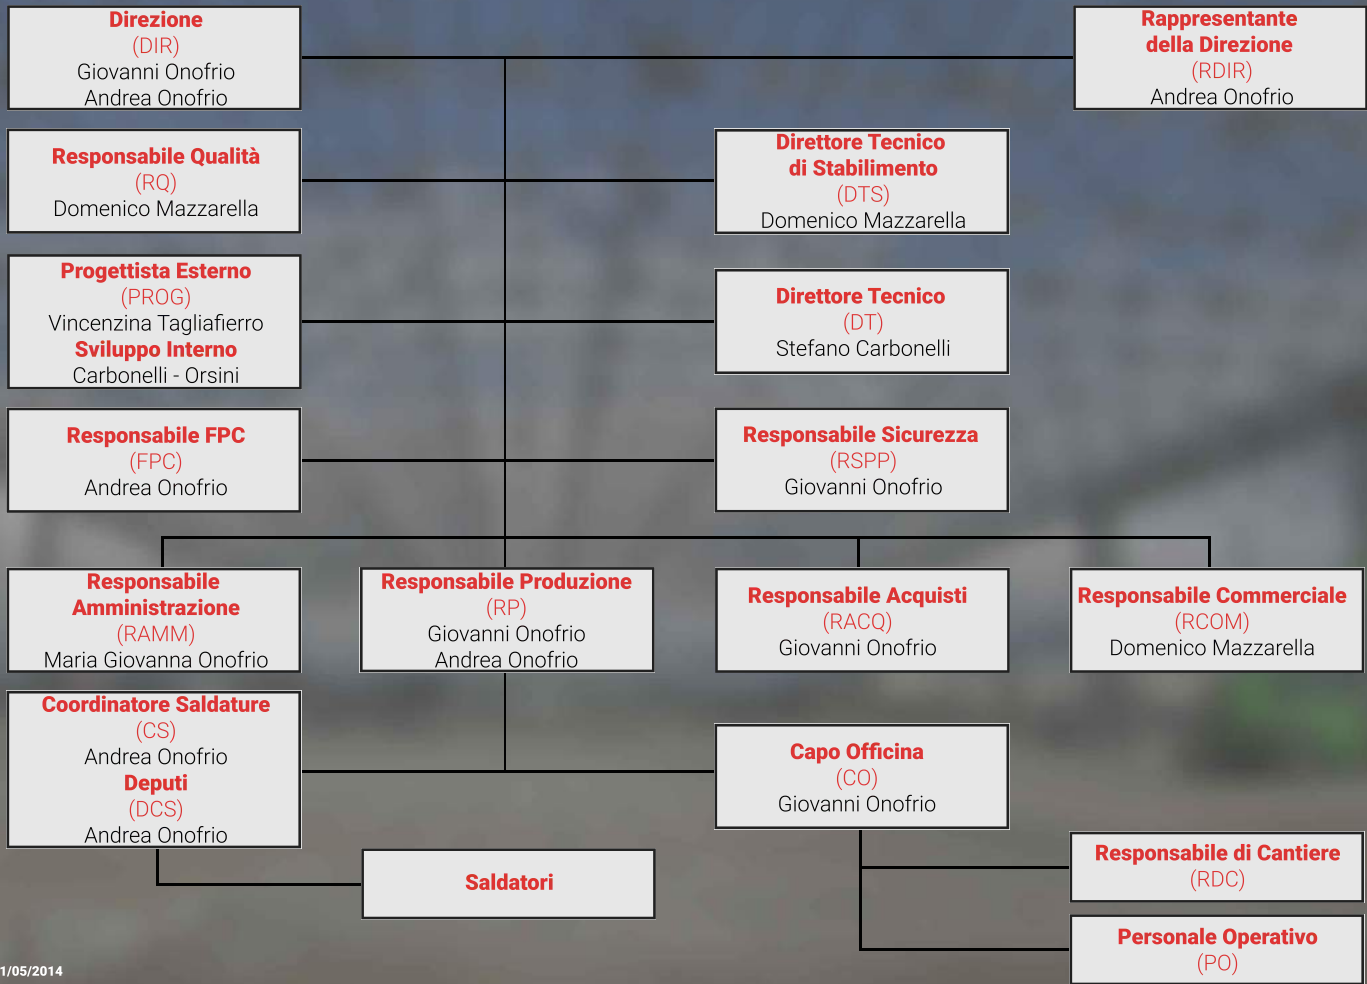 Direzione
(DIR)
Giovanni Onofrio
Andrea Onofrio
Rappresentante
della Direzione
(RDIR)
Andrea Onofrio
Responsabile Qualità
(RQ)
Domenico Mazzarella
Direttore Tecnico
di Stabilimento
(DTS)
Domenico Mazzarella
Progettista Esterno
(PROG)
Vincenzina Tagliafierro
Sviluppo Interno
Carbonelli - Orsini
Direttore Tecnico
(DT)
Stefano Carbonelli
Responsabile FPC
(FPC)
Andrea Onofrio
Responsabile Sicurezza
(RSPP)
Giovanni Onofrio
Responsabile
Amministrazione
(RAMM)
Maria Giovanna Onofrio
Responsabile Produzione
(RP)
Giovanni Onofrio
Andrea Onofrio
Responsabile Acquisti
(RACQ)
Giovanni Onofrio
Responsabile Commerciale
(RCOM)
Domenico Mazzarella
Coordinatore Saldature
(CS)
Andrea Onofrio
Deputi
(DCS)
Andrea Onofrio
Capo Officina
(CO)
Giovanni Onofrio
Saldatori
Responsabile di Cantiere
(RDC)
Personale Operativo
(PO)
1/05/2014